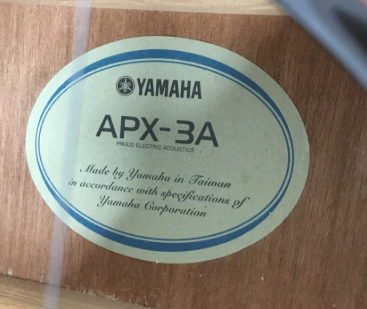 YAMAHA
APX-3A
PROUD ELECTRIC ACOUSTICS
Made by Yamaha in Taiwan
in accordance with specifications of
Yamaha Corporation